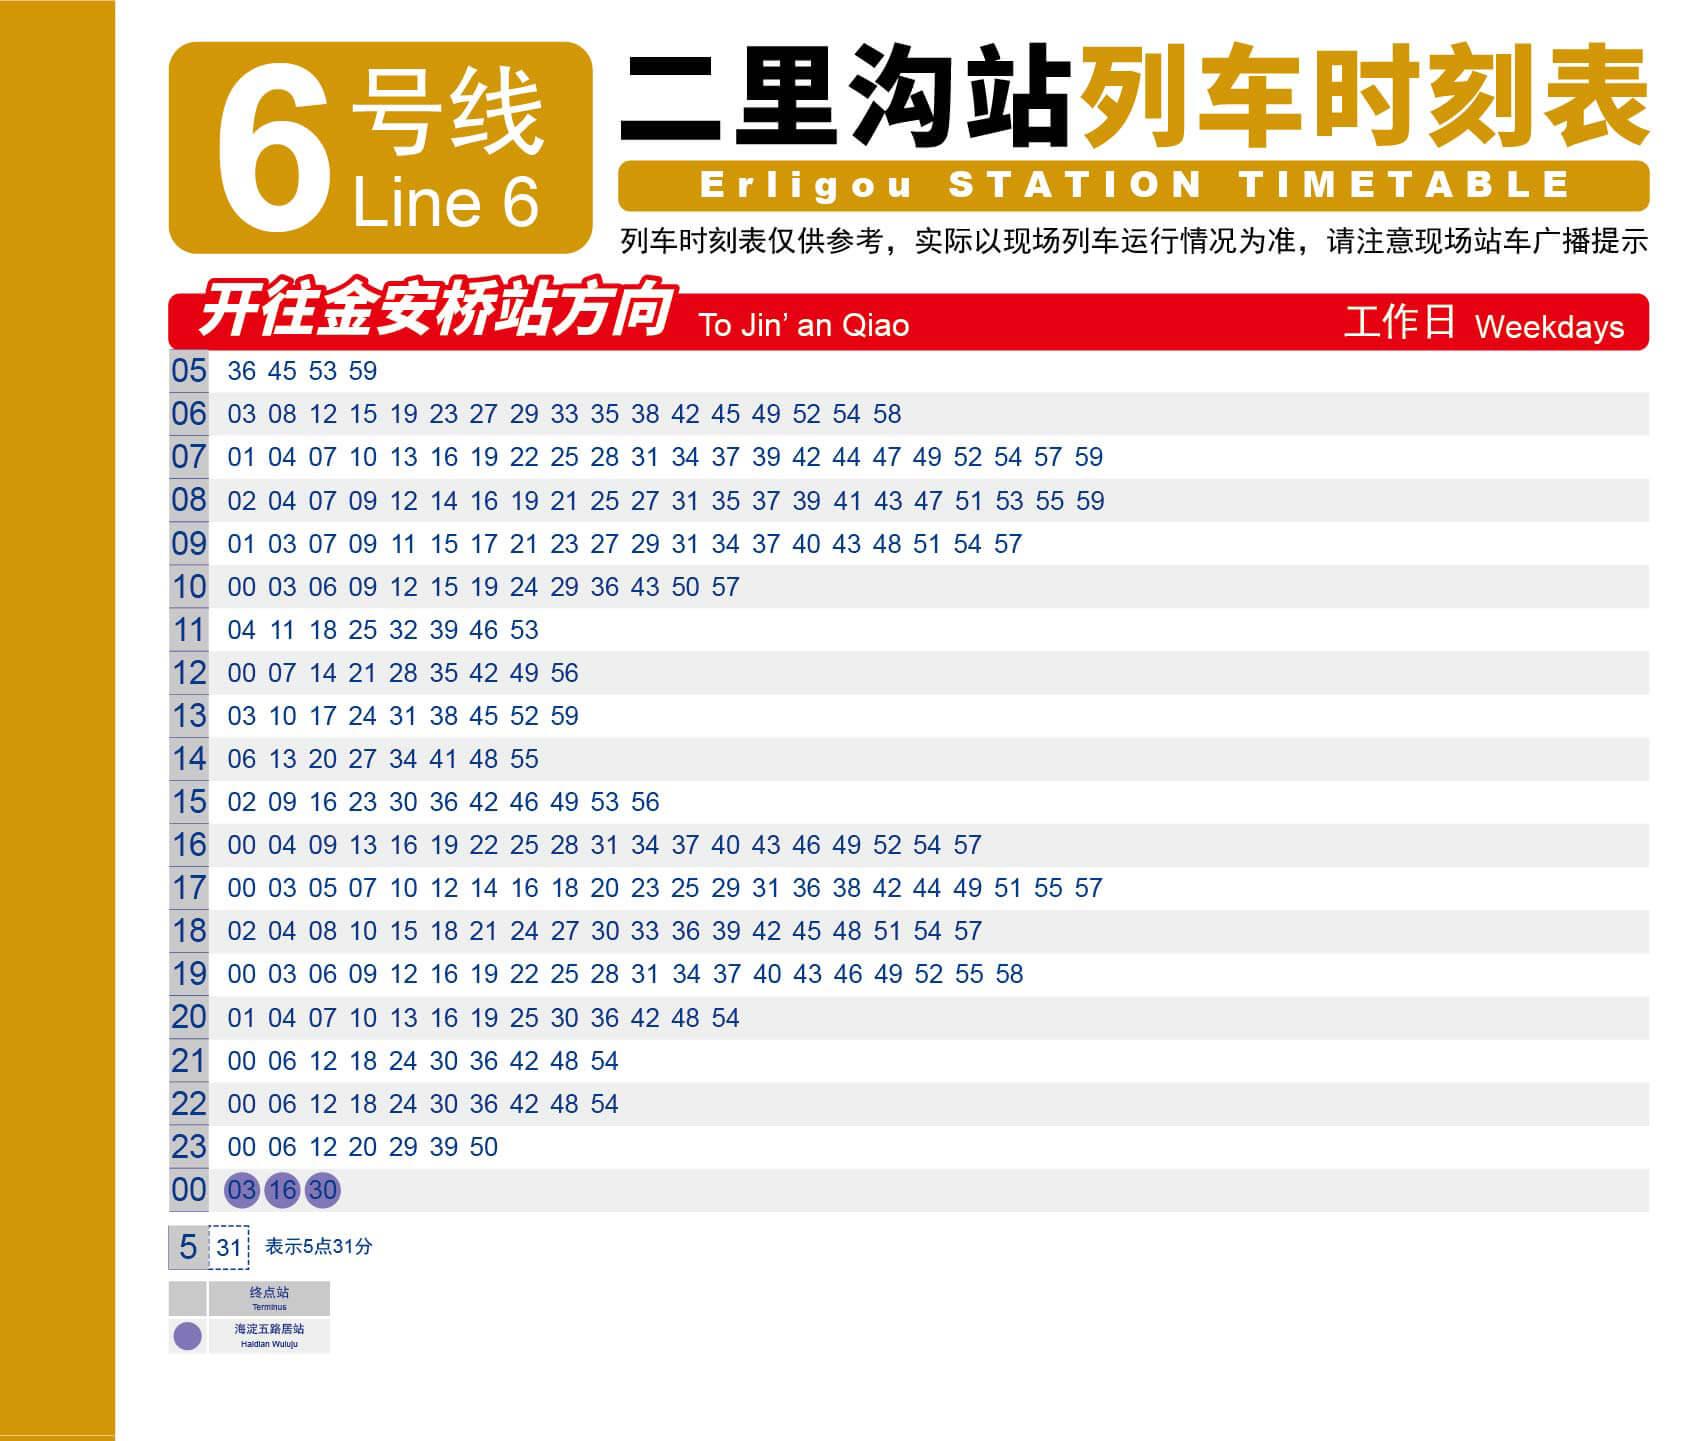 6 号线
Line 6
二里沟站列车时刻表
Erligou STATION TIMETABLE
列车时刻表仅供参考，实际以现场列车运行情况为准，请注意现场站车广播提示
开往金安桥站方向 To Jin’ an Qiao 工作日 Weekdays
05 36 45 53 59
06 03 08 12 15 19 23 27 29 33 35 38 42 45 49 52 54 58
07 01 04 07 10 13 16 19 22 25 28 31 34 37 39 42 44 47 49 52 54 57 59
08 02 04 07 09 12 14 16 19 21 25 27 31 35 37 39 41 43 47 51 53 55 59
09 01 03 07 09 11 15 17 21 23 27 29 31 34 37 40 43 48 51 54 57
10 00 03 06 09 12 15 19 24 29 36 43 50 57
11 04 11 18 25 32 39 46 53
12 00 07 14 21 28 35 42 49 56
13 03 10 17 24 31 38 45 52 59
14 06 13 20 27 34 41 48 55
15 02 09 16 23 30 36 42 46 49 53 56
16 00 04 09 13 16 19 22 25 28 31 34 37 40 43 46 49 52 54 57
17 00 03 05 07 10 12 14 16 18 20 23 25 29 31 36 38 42 44 49 51 55 57
18 02 04 08 10 15 18 21 24 27 30 33 36 39 42 45 48 51 54 57
19 00 03 06 09 12 16 19 22 25 28 31 34 37 40 43 46 49 52 55 58
20 01 04 07 10 13 16 19 25 30 36 42 48 54
21 00 06 12 18 24 30 36 42 48 54
22 00 06 12 18 24 30 36 42 48 54
23 00 06 12 20 29 39 50
00 03 16 30
5 31 表示5点31分
终点站
Terminus
海淀五路居站
Haidian Wuluju